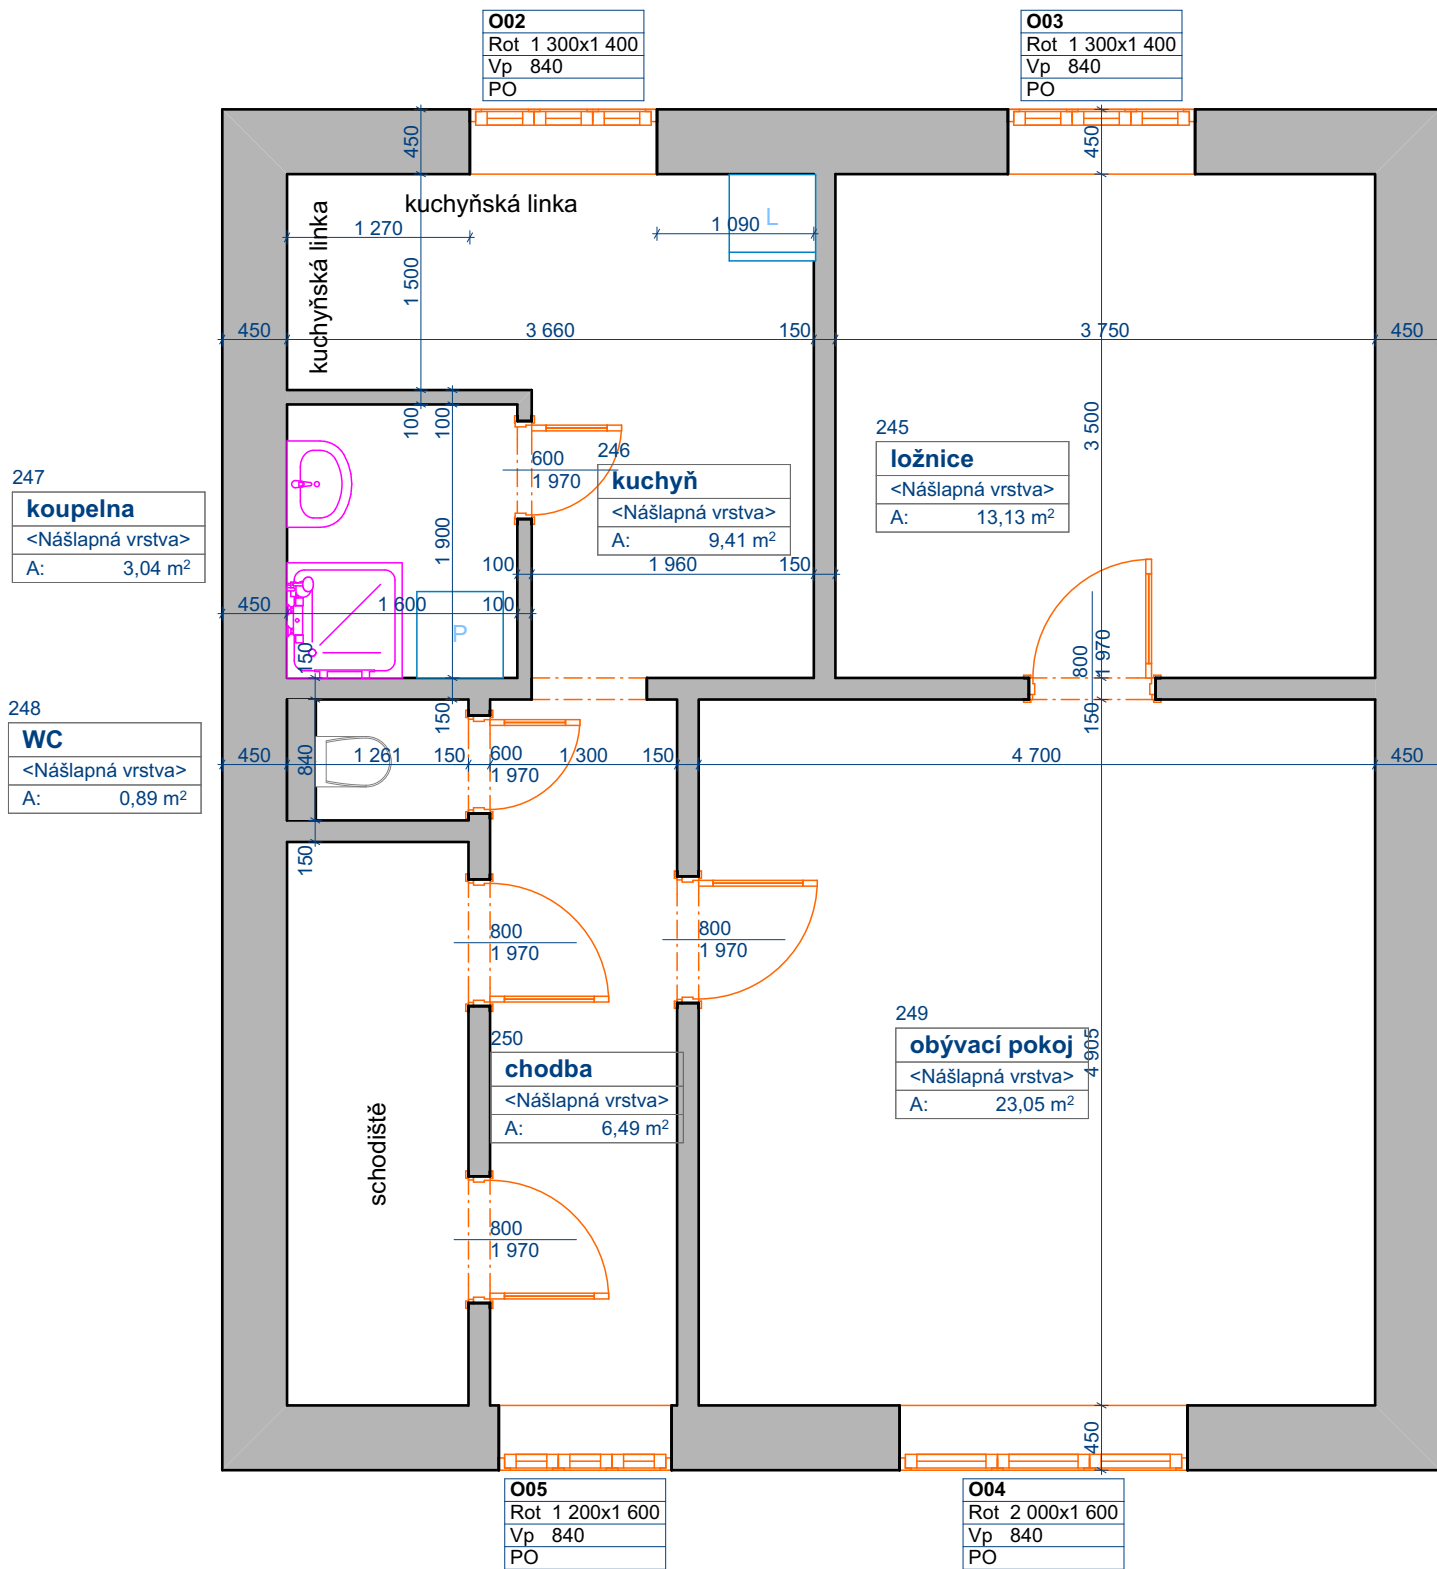 O02
Rot 1 300x1 400
Vp 840
PO
O03
Rot 1 300x1 400
Vp 840
PO
450
450
kuchyňská linka
kuchyňská linka
1 270
1 090
L
1 500
450
3 660
150
3 750
450
100
100
3 500
245
ložnice
<Nášlapná vrstva>
A: 13,13 m²
600
1 970
246
kuchyň
<Nášlapná vrstva>
A: 9,41 m²
247
koupelna
<Nášlapná vrstva>
A: 3,04 m²
1 900
100
1 960
150
450
1 600
100
P
150
800
1 970
150
150
248
WC
<Nášlapná vrstva>
A: 0,89 m²
450
840
1 261
150
600
1 970
1 300
150
4 700
450
150
800
1 970
800
1 970
249
obývací pokoj
<Nášlapná vrstva>
A: 23,05 m²
4 905
250
chodba
<Nášlapná vrstva>
A: 6,49 m²
schodiště
800
1 970
450
O05
Rot 1 200x1 600
Vp 840
PO
O04
Rot 2 000x1 600
Vp 840
PO